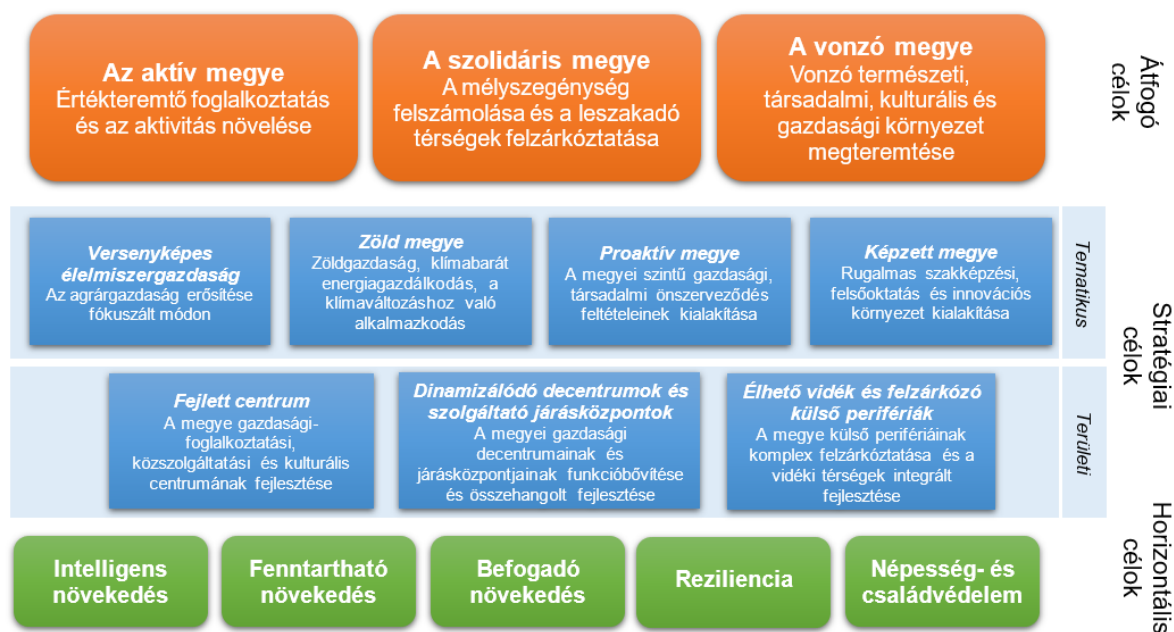 Az aktív megye
Értékteremtő foglalkoztatás
és az aktivitás növelése
A szolidáris megye
A mélyszegénység
felszámolása és a leszakadó
térségek felzárkóztatása
A vonzó megye
Vonzó természeti,
társadalmi, kulturális és
gazdasági környezet
megteremtése
Átfogó
célok
Versenyképes
élelmiszergazdaság
Az agrárgazdaság erősítése
fókuszált módon
Zöld megye
Zöldgazdaság, klímabarát
energiagazdálkodás, a
klímaváltozáshoz való
alkalmazkodás
Proaktív megye
A megyei szintű gazdasági,
társadalmi önszerveződés
feltételeinek kialakítása
Képzett megye
Rugalmas szakképzési,
felsőoktatás és innovációs
környezet kialakítása
Tematikus
Stratégiai
célok
Fejlett centrum
A megye gazdasági-
foglalkoztatási,
közszolgáltatási és kulturális
centrumának fejlesztése
Dinamizálódó decentrumok és
szolgáltató járásközpontok
A megyei gazdasági
decentrumainak és
járásközpontjainak funkcióbővítése
és összehangolt fejlesztése
Élhető vidék és felzárkózó
külső perifériák
A megye külső perifériáinak
komplex felzárkóztatása és a
vidéki térségek integrált
fejlesztése
Területi
Intelligens
növekedés
Fenntartható
növekedés
Befogadó
növekedés
Reziliencia
Népesség- és
családvédelem
Horizontális
célok